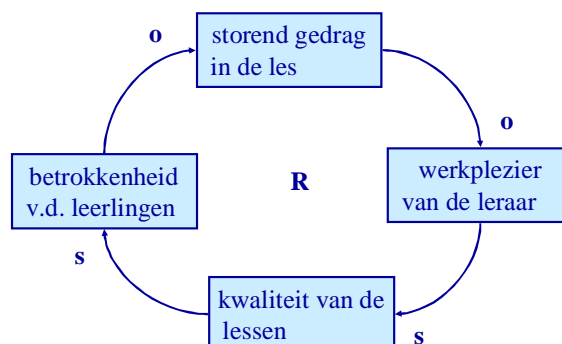 storend gedrag
in de les
o
o
werkplezier
van de leraar
R
betrokkenheid
v.d. leerlingen
s
kwaliteit van de
lessen
s